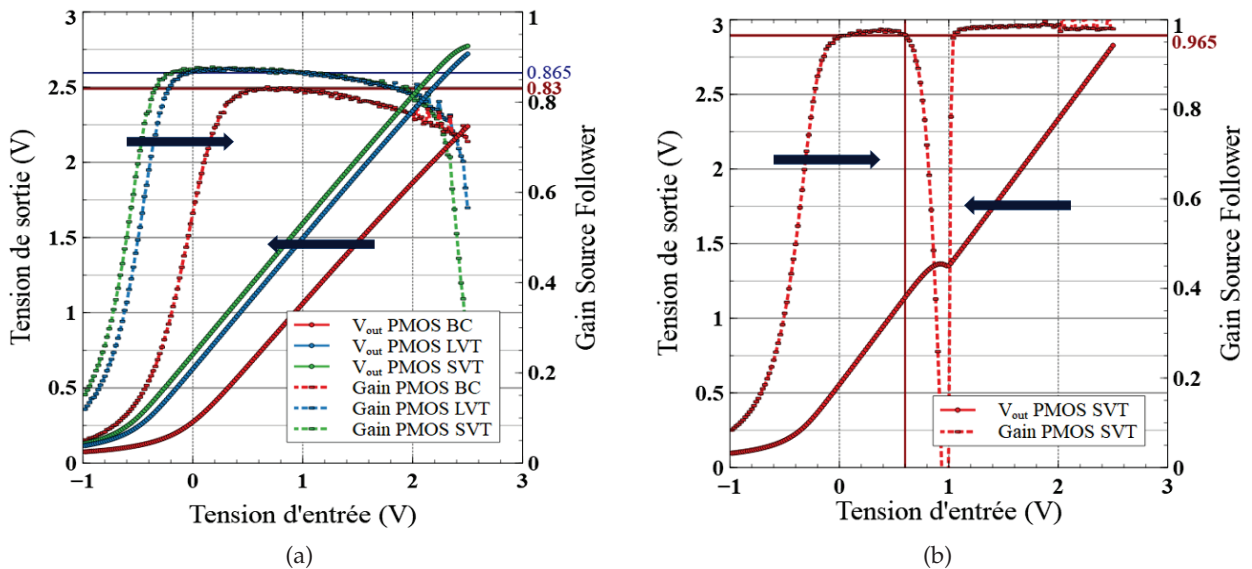 3
2.5
2
1.5
1
0.5
0
Tension de sortie (V)
−1
0
1
2
3
Tension d'entrée (V)
1
0.865
0.83
0.8
0.6
0.4
0.2
0
Gain Source Follower
Vout PMOS BC
Vout PMOS LVT
Vout PMOS SVT
Gain PMOS BC
Gain PMOS LVT
Gain PMOS SVT
(a)
3
2.5
2
1.5
1
0.5
0
Tension de sortie (V)
−1
0
1
2
3
Tension d'entrée (V)
1
0.965
0.8
0.6
0.4
0.2
0
Gain Source Follower
Vout PMOS SVT
Gain PMOS SVT
(b)